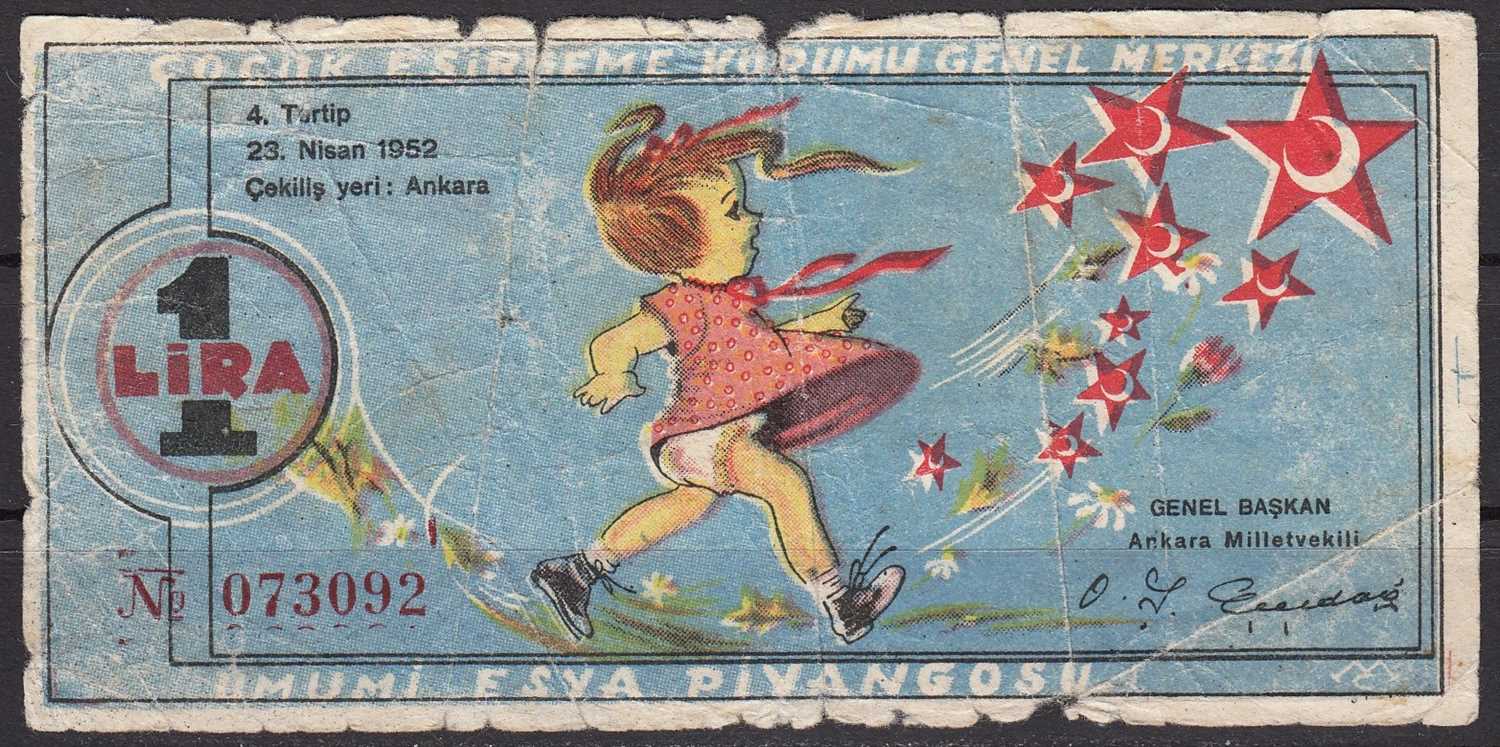 ÇOCUK ESİRGEME KURUMU GENEL MERKEZİ
4. Tertip
23. Nisan 1952
Çekiliş yeri: Ankara
1
LİRA
GENEL BAŞKAN
Ankara Milletvekili
№ 073092
UMUMİ EŞYA PİYANGOSU